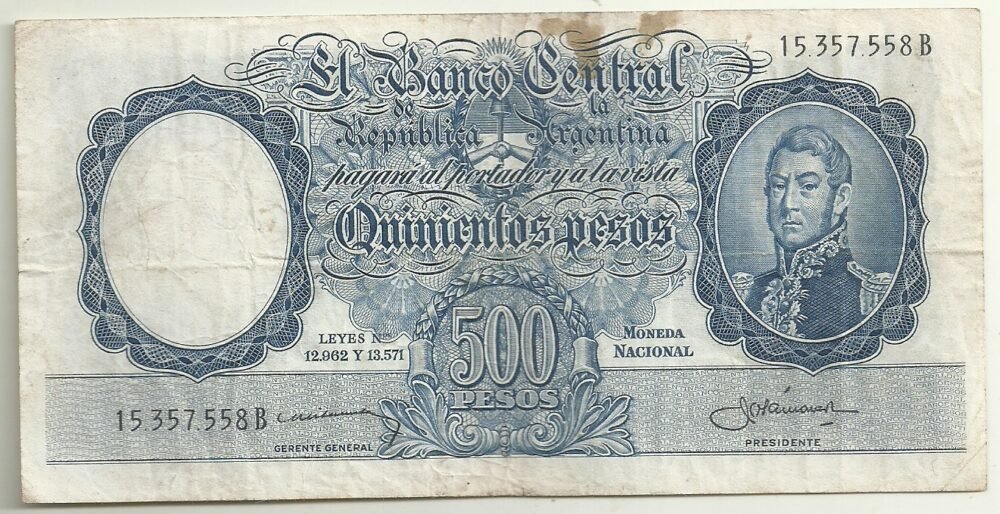 15.357.558 B
El Banco Central
de la
República Argentina
pagará al portador y a la vista
Quinientos pesos
LEYES Nos
12.962 Y 13.571
500
PESOS
MONEDA
NACIONAL
15.357.558 B
GERENTE GENERAL
PRESIDENTE